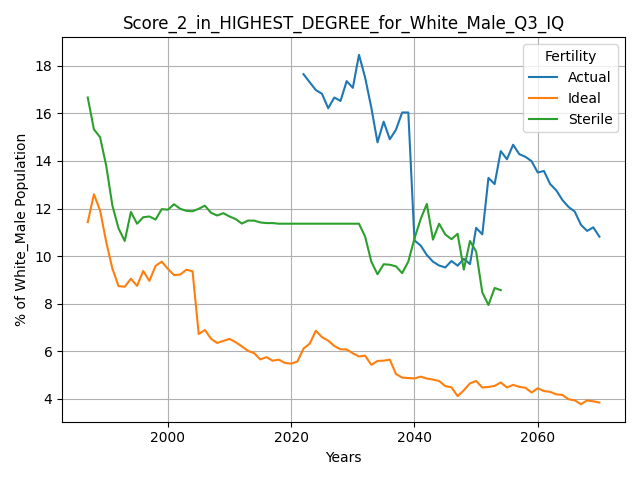 Score_2_in_HIGHEST_DEGREE_for_White_Male_Q3_IQ
Fertility
Actual
Ideal
Sterile
% of White_Male Population
18
16
14
12
10
8
6
4
2000
2020
2040
2060
Years